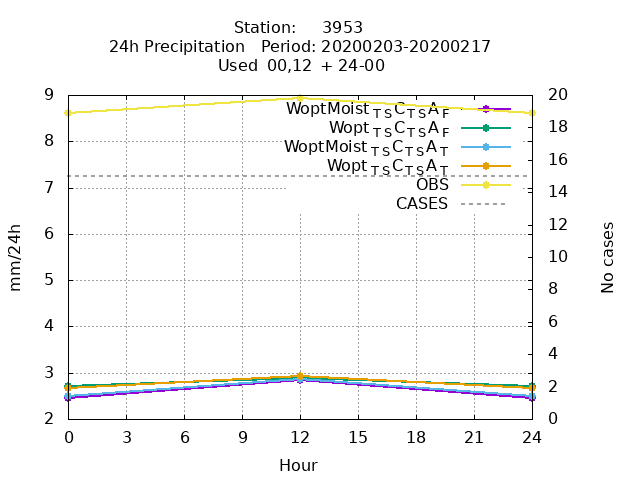 Station: 3953
24h Precipitation Period: 20200203-20200217
Used 00,12 + 24-00
WoptMoist TS C TS A F
Wopt TS C TS A F
WoptMoist TS C TS A T
Wopt TS C TS A T
OBS
CASES
mm/24h
9
8
7
6
5
4
3
2
20
18
16
14
12
10
8
6
4
2
0
No cases
0 3 6 9 12 15 18 21 24
Hour